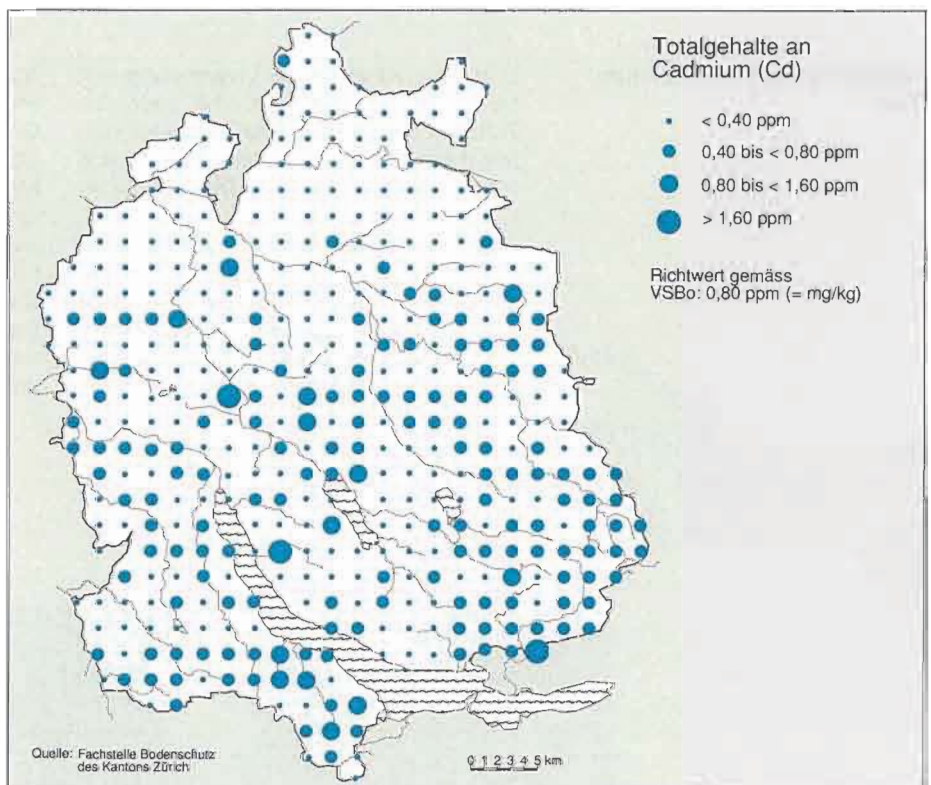 Totalgehalte an
Cadmium (Cd)
< 0,40 ppm
0,40 bis < 0,80 ppm
0,80 bis < 1,60 ppm
> 1,60 ppm
Richtwert gemäss
VSBo: 0,80 ppm (= mg/kg)
Quelle: Fachstelle Bodenschutz
des Kantons Zürich
0 1 2 3 4 5 km